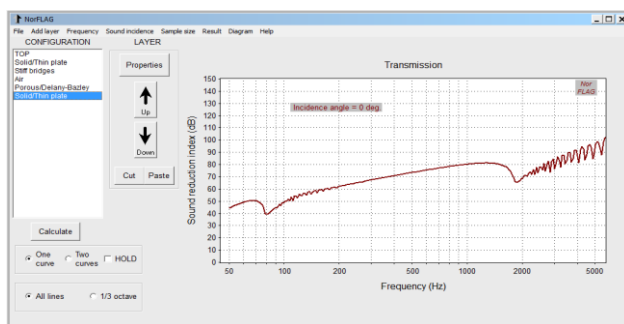 NorFLAG
File Add layer Frequency Sound incidence Sample size Result Diagram Help
CONFIGURATION
TOP
Solid/Thin plate
Stiff bridges
Air
Porous/Delany-Bazley
Solid/Thin plate
Calculate
One curve
Two curves
HOLD
All lines
1/3 octave
LAYER
Properties
Up
Down
Cut Paste
Transmission
Nor
FLAG
Incidence angle = 0 deg.
Sound reduction index (dB)
150
140
130
120
110
100
90
80
70
60
50
40
30
20
10
0
50 100 200 500 1000 2000 5000
Frequency (Hz)